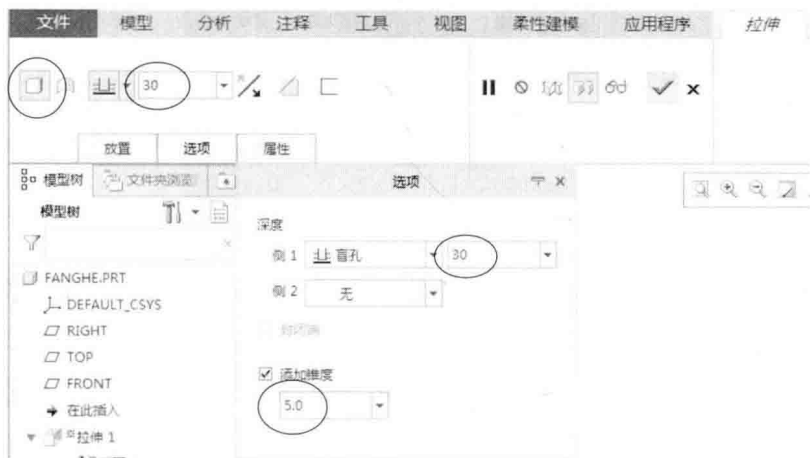 文件 模型 分析 注释 工具 视图 柔性建模 应用程序 拉伸
30
放置 选项 属性
模型树 文件夹浏览 选项
模型树
深度
侧 1 盲孔 30
侧 2 无
封闭端
添加锥度
5.0
FANGHE.PRT
DEFAULT_CSYS
RIGHT
TOP
FRONT
在此插入
拉伸 1